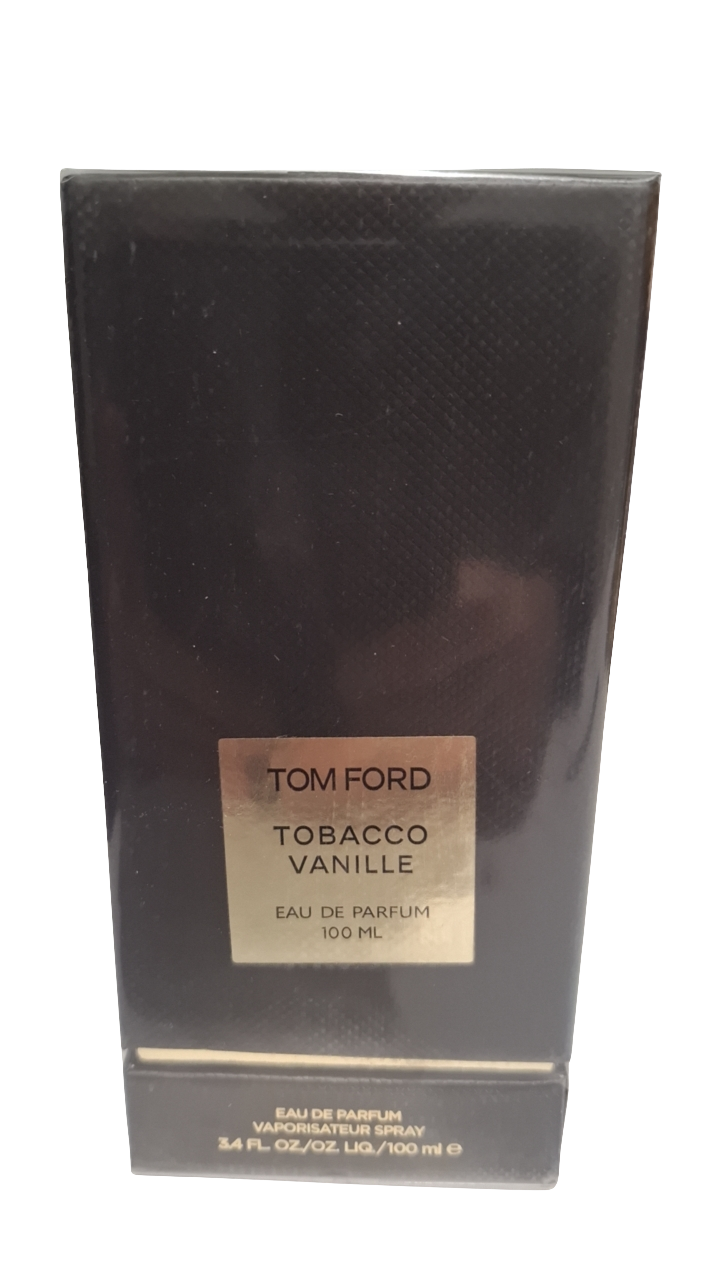 TOM FORD
TOBACCO
VANILLE
EAU DE PARFUM
100 ML
EAU DE PARFUM
VAPORISATEUR SPRAY
3.4 FL. OZ./OZ. LIQ./100 ml ℮